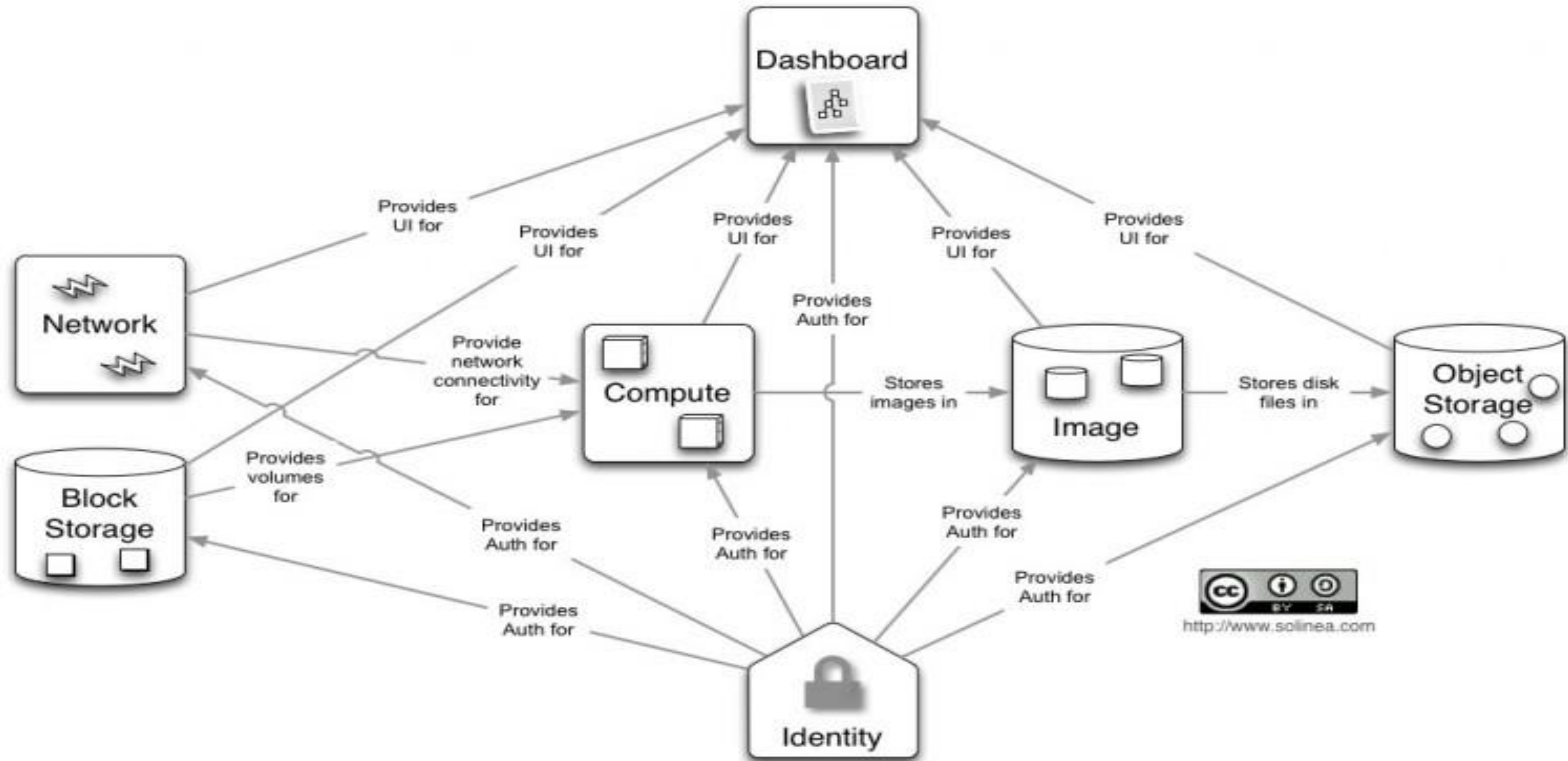 Dashboard
Provides
UI for
Provides
UI for
Provides
UI for
Provides
UI for
Provides
UI for
Network
Provides
Auth for
Provide
network
connectivity
for
Compute
Stores
images in
Image
Stores disk
files in
Object
Storage
Block
Storage
Provides
volumes
for
Provides
Auth for
Provides
Auth for
Provides
Auth for
Provides
Auth for
Provides
Auth for
cc
BY SA
http://www.solinea.com
Identity